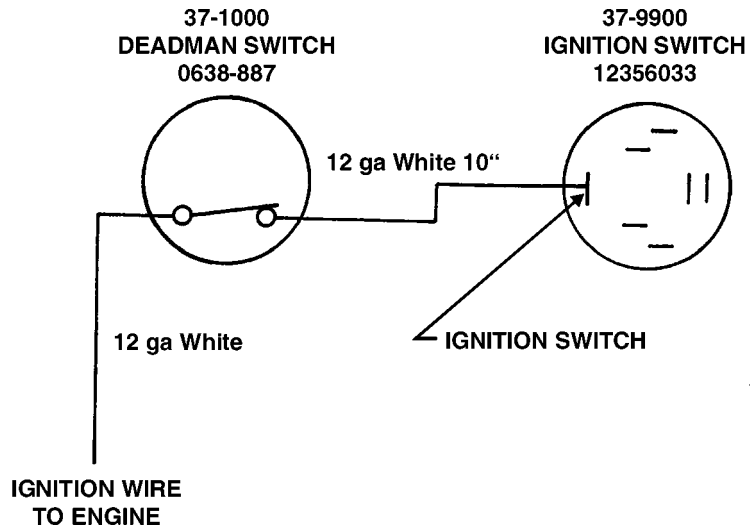 37-1000
DEADMAN SWITCH
0638-887
37-9900
IGNITION SWITCH
12356033
12 ga White 10“
12 ga White
IGNITION SWITCH
IGNITION WIRE
TO ENGINE